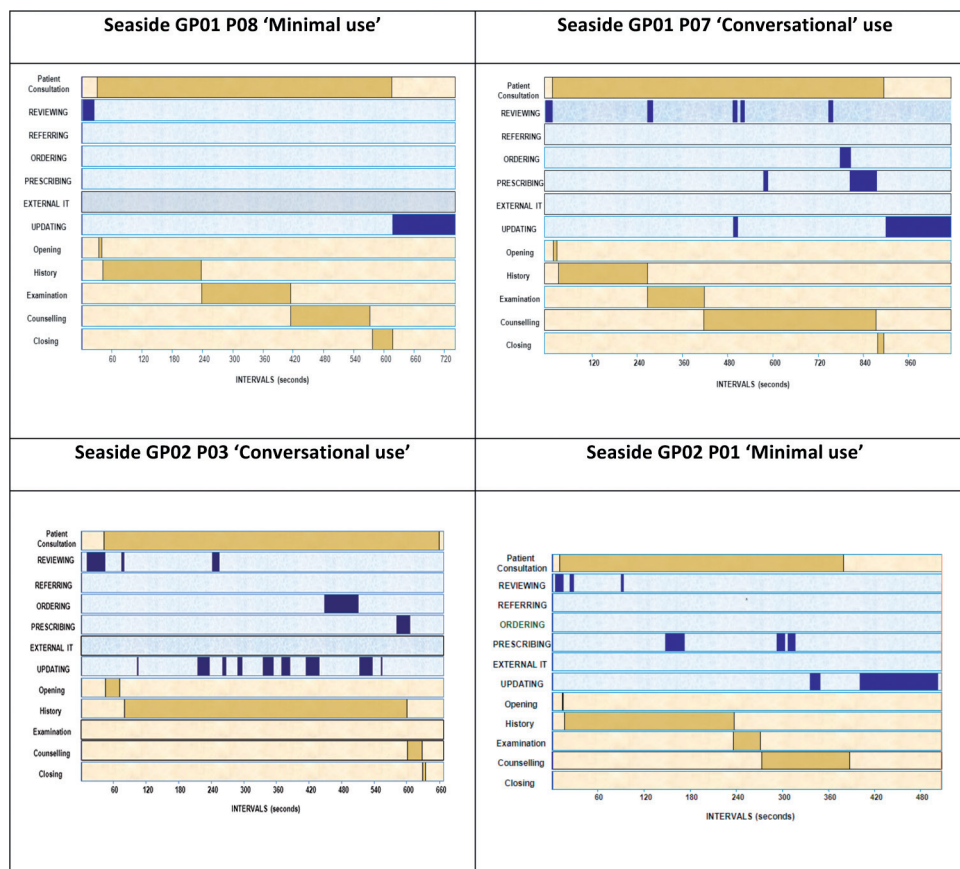 Seaside GP01 P08 ‘Minimal use’
Patient
Consultation
REVIEWING
REFERRING
ORDERING
PRESCRIBING
EXTERNAL IT
UPDATING
Opening
History
Examination
Counselling
Closing
60 120 180 240 300 360 420 480 540 600 660 720
INTERVALS (seconds)
Seaside GP01 P07 ‘Conversational’ use
Patient
Consultation
REVIEWING
REFERRING
ORDERING
PRESCRIBING
EXTERNAL IT
UPDATING
Opening
History
Examination
Counselling
Closing
120 240 360 480 600 720 840 960
INTERVALS (seconds)
Seaside GP02 P03 ‘Conversational use’
Patient
Consultation
REVIEWING
REFERRING
ORDERING
PRESCRIBING
EXTERNAL IT
UPDATING
Opening
History
Examination
Counselling
Closing
60 120 180 240 300 360 420 480 540 600 660
INTERVALS (seconds)
Seaside GP02 P01 ‘Minimal use’
Patient
Consultation
REVIEWING
REFERRING
ORDERING
PRESCRIBING
EXTERNAL IT
UPDATING
Opening
History
Examination
Counselling
Closing
60 120 180 240 300 360 420 480
INTERVALS (seconds)